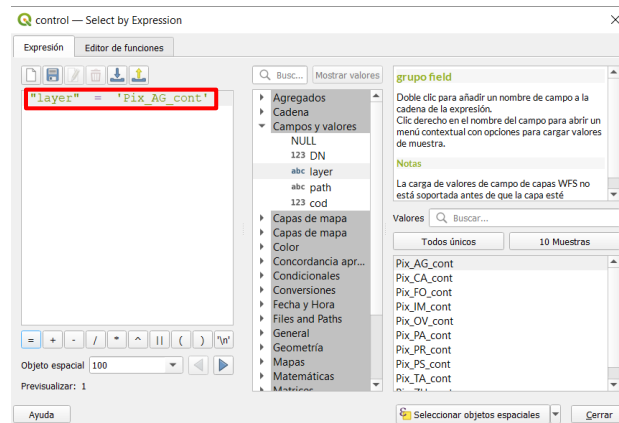 control — Select by Expression
Expresión Editor de funciones
"layer" = 'Pix_AG_cont'
= + - / * ^ || ( ) '\n'
Objeto espacial 100
Previsualizar: 1
Ayuda
Busc... Mostrar valores
Agregados
Cadena
Campos y valores
NULL
123 DN
abc layer
abc path
123 cod
Capas de mapa
Capas de mapa
Color
Concordancia apr...
Condicionales
Conversiones
Fecha y Hora
Files and Paths
General
Geometría
Mapas
Matemáticas
Matrices
grupo field
Doble clic para añadir un nombre de campo a la
cadena de la expresión.
Clic derecho en el nombre del campo para abrir un
menú contextual con opciones para cargar valores
de muestra.
Notas
La carga de valores de campo de capas WFS no
está soportada antes de que la capa esté
Valores Buscar...
Todos únicos 10 Muestras
Pix_AG_cont
Pix_CA_cont
Pix_FO_cont
Pix_IM_cont
Pix_OV_cont
Pix_PA_cont
Pix_PR_cont
Pix_PS_cont
Pix_TA_cont
Seleccionar objetos espaciales Cerrar